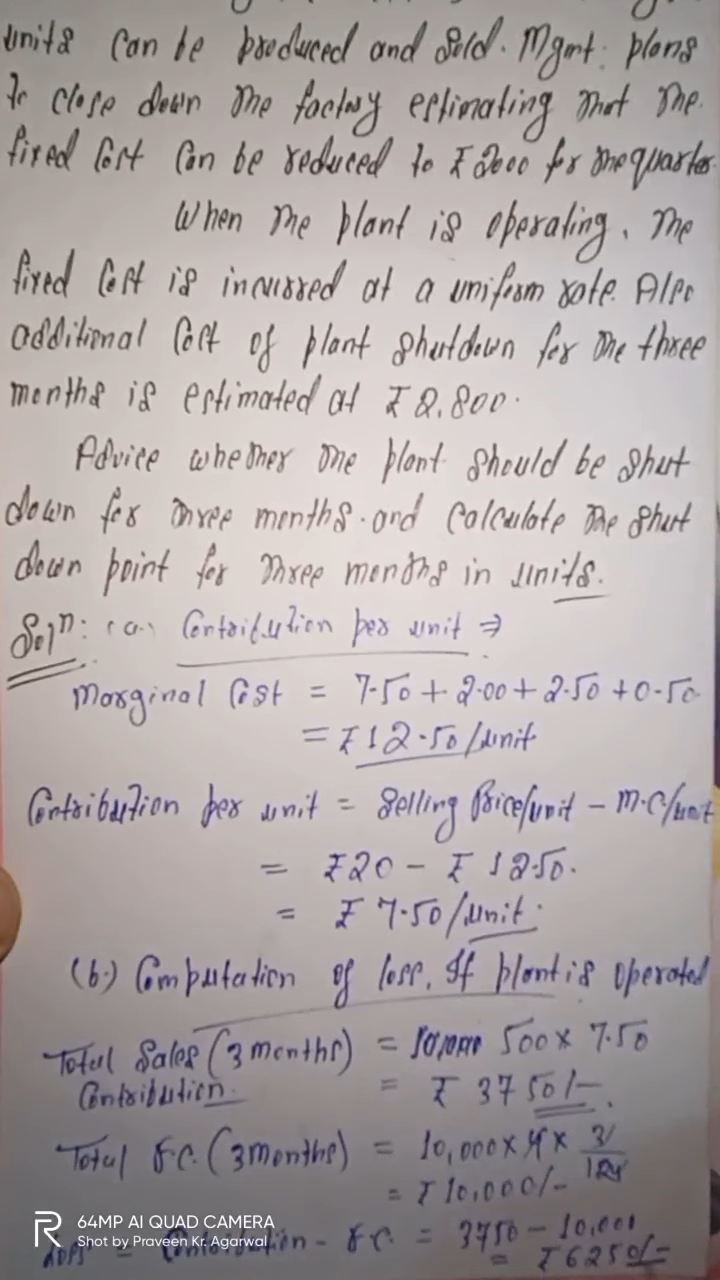 units can be produced and Sold. Mgmt. plans
to close down the factory estimating that the
fixed Cost Can be reduced to ₹2000 for the quarter.
When the plant is operating, the
fixed Cost is incurred at a uniform rate. Also
additional Cost of plant Shutdown for the three
months is estimated at ₹2,800.
Advice whether the plant should be shut
down for three months. and Calculate the shut
down point for three months in units.
Solⁿ: (a) Contribution per unit ⇒
Marginal Cost = 7.50 + 2.00 + 2.50 + 0.50
= ₹12.50/unit
Contribution per unit = Selling Price/unit - M.C/unit
= ₹20 - ₹12.50.
= ₹7.50/unit.
(b.) Computation of loss, If plant is operated
Total Sales (3 months) = 500 × 7.50
Contribution. = ₹3750/-
Total F.C. (3 months) = 10,000 × 4 × 3/12
= ₹10,000/-
64MP AI QUAD CAMERA
Shot by Praveen Kr. Agarwal
Loss = Contribution - F.C. = 3750 - 10,000
= ₹6250/-